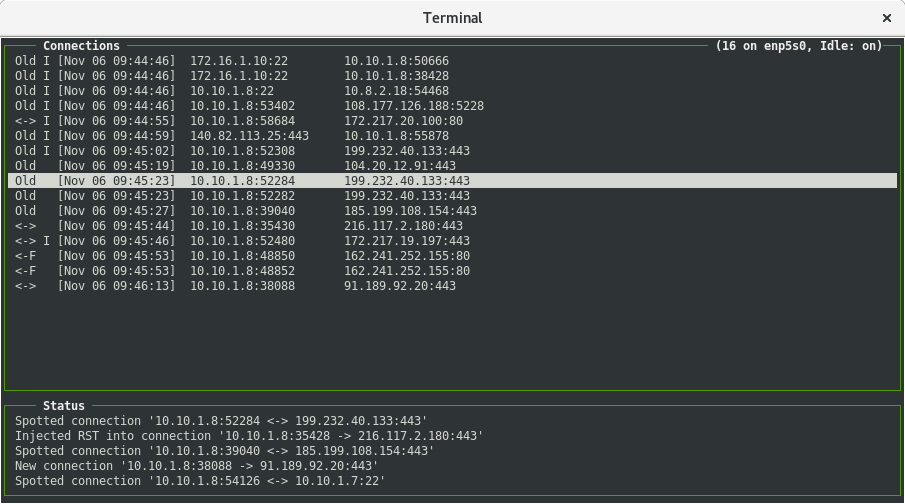 Terminal ×
Connections (16 on enp5s0, Idle: on)
Old I [Nov 06 09:44:46] 172.16.1.10:22 10.10.1.8:50666
Old I [Nov 06 09:44:46] 172.16.1.10:22 10.10.1.8:38428
Old I [Nov 06 09:44:46] 10.10.1.8:22 10.8.2.18:54468
Old I [Nov 06 09:44:46] 10.10.1.8:53402 108.177.126.188:5228
<-> I [Nov 06 09:44:55] 10.10.1.8:58684 172.217.20.100:80
Old I [Nov 06 09:44:59] 140.82.113.25:443 10.10.1.8:55878
Old I [Nov 06 09:45:02] 10.10.1.8:52308 199.232.40.133:443
Old [Nov 06 09:45:19] 10.10.1.8:49330 104.20.12.91:443
Old [Nov 06 09:45:23] 10.10.1.8:52284 199.232.40.133:443
Old [Nov 06 09:45:23] 10.10.1.8:52282 199.232.40.133:443
Old [Nov 06 09:45:27] 10.10.1.8:39040 185.199.108.154:443
<-> [Nov 06 09:45:44] 10.10.1.8:35430 216.117.2.180:443
<-> I [Nov 06 09:45:46] 10.10.1.8:52480 172.217.19.197:443
<-F [Nov 06 09:45:53] 10.10.1.8:48850 162.241.252.155:80
<-F [Nov 06 09:45:53] 10.10.1.8:48852 162.241.252.155:80
<-> [Nov 06 09:46:13] 10.10.1.8:38088 91.189.92.20:443
Status
Spotted connection '10.10.1.8:52284 <-> 199.232.40.133:443'
Injected RST into connection '10.10.1.8:35428 -> 216.117.2.180:443'
Spotted connection '10.10.1.8:39040 <-> 185.199.108.154:443'
New connection '10.10.1.8:38088 -> 91.189.92.20:443'
Spotted connection '10.10.1.8:54126 <-> 10.10.1.7:22'